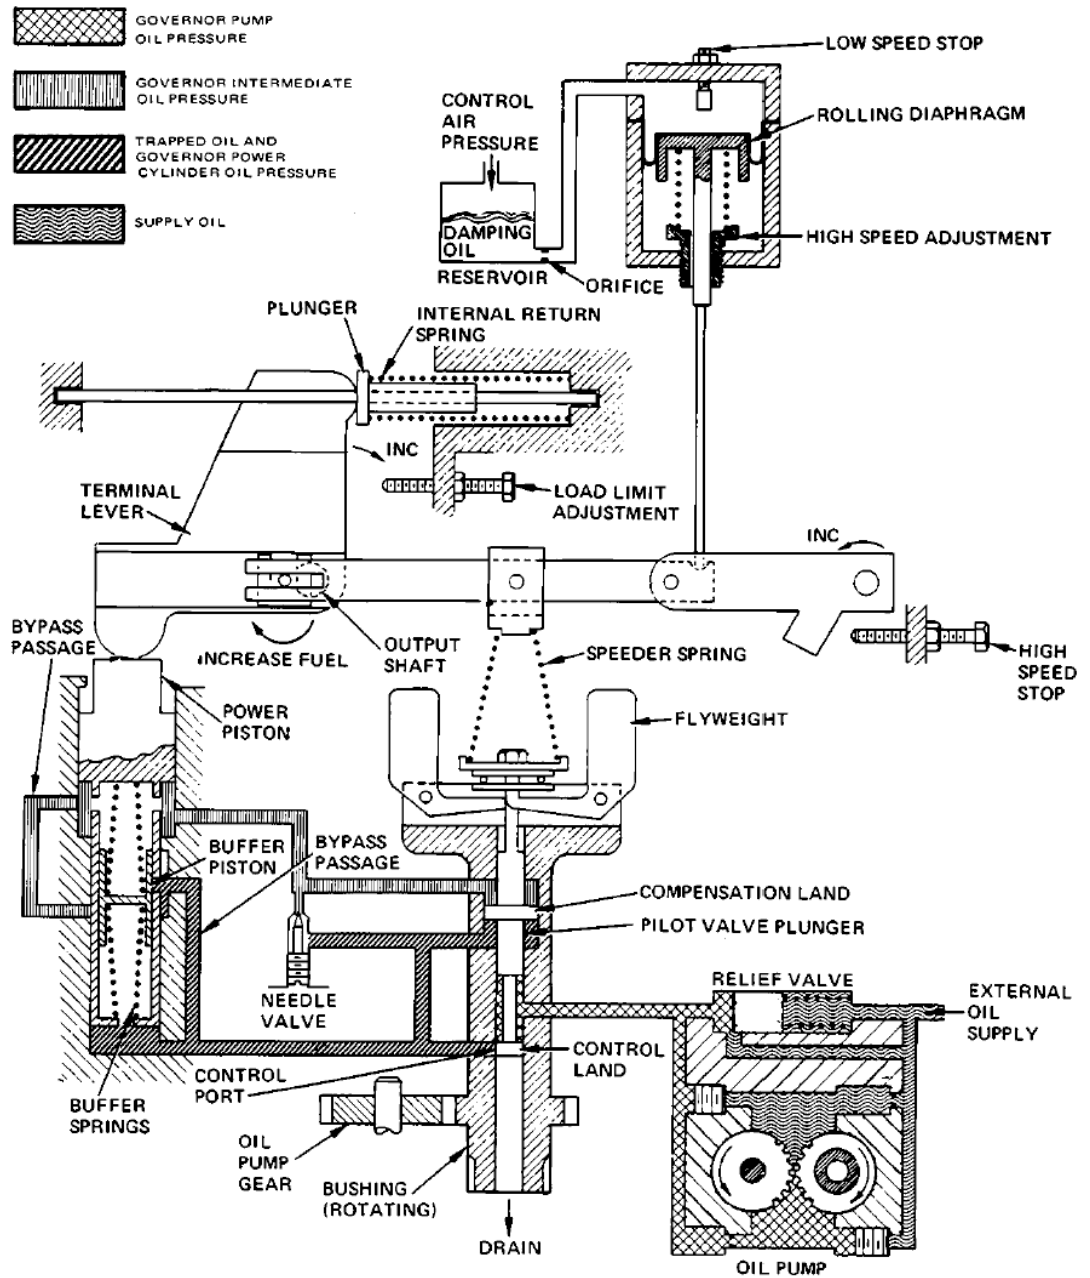 GOVERNOR PUMP
OIL PRESSURE
GOVERNOR INTERMEDIATE
OIL PRESSURE
TRAPPED OIL AND
GOVERNOR POWER
CYLINDER OIL PRESSURE
SUPPLY OIL
LOW SPEED STOP
CONTROL
AIR
PRESSURE
ROLLING DIAPHRAGM
DAMPING
OIL
HIGH SPEED ADJUSTMENT
RESERVOIR
ORIFICE
PLUNGER
INTERNAL RETURN
SPRING
INC
TERMINAL
LEVER
LOAD LIMIT
ADJUSTMENT
INC
BYPASS
PASSAGE
INCREASE FUEL
OUTPUT
SHAFT
SPEEDER SPRING
HIGH
SPEED
STOP
POWER
PISTON
FLYWEIGHT
BUFFER
PISTON
BYPASS
PASSAGE
COMPENSATION LAND
PILOT VALVE PLUNGER
RELIEF VALVE
EXTERNAL
OIL
SUPPLY
NEEDLE
VALVE
CONTROL
PORT
CONTROL
LAND
BUFFER
SPRINGS
OIL
PUMP
GEAR
BUSHING
(ROTATING)
DRAIN
OIL PUMP